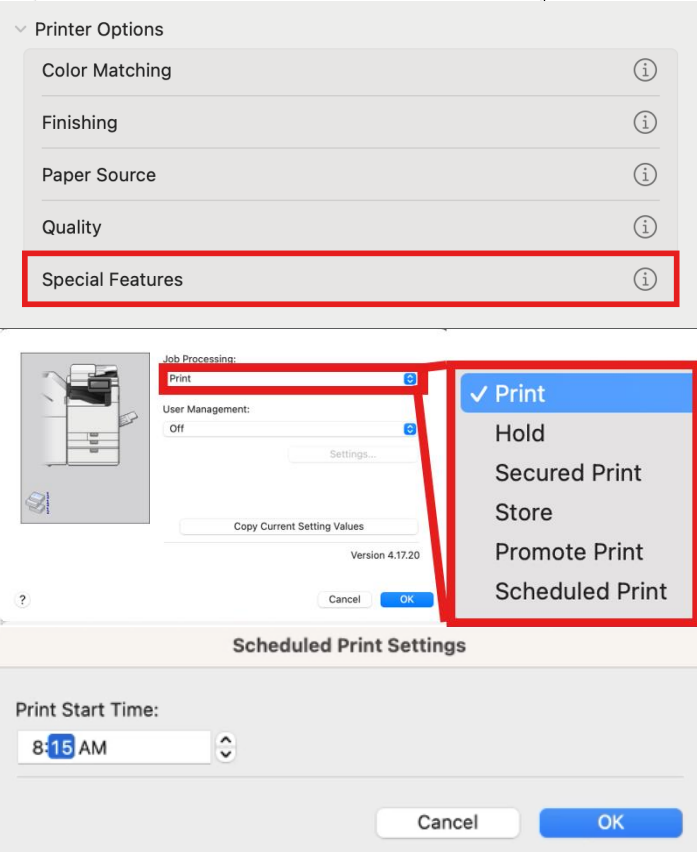 Printer Options
Color Matching
Finishing
Paper Source
Quality
Special Features
Job Processing:
Print
User Management:
Off
Settings...
Copy Current Setting Values
Version 4.17.20
?
Cancel
OK
✓ Print
Hold
Secured Print
Store
Promote Print
Scheduled Print
Scheduled Print Settings
Print Start Time:
8:15 AM
Cancel
OK